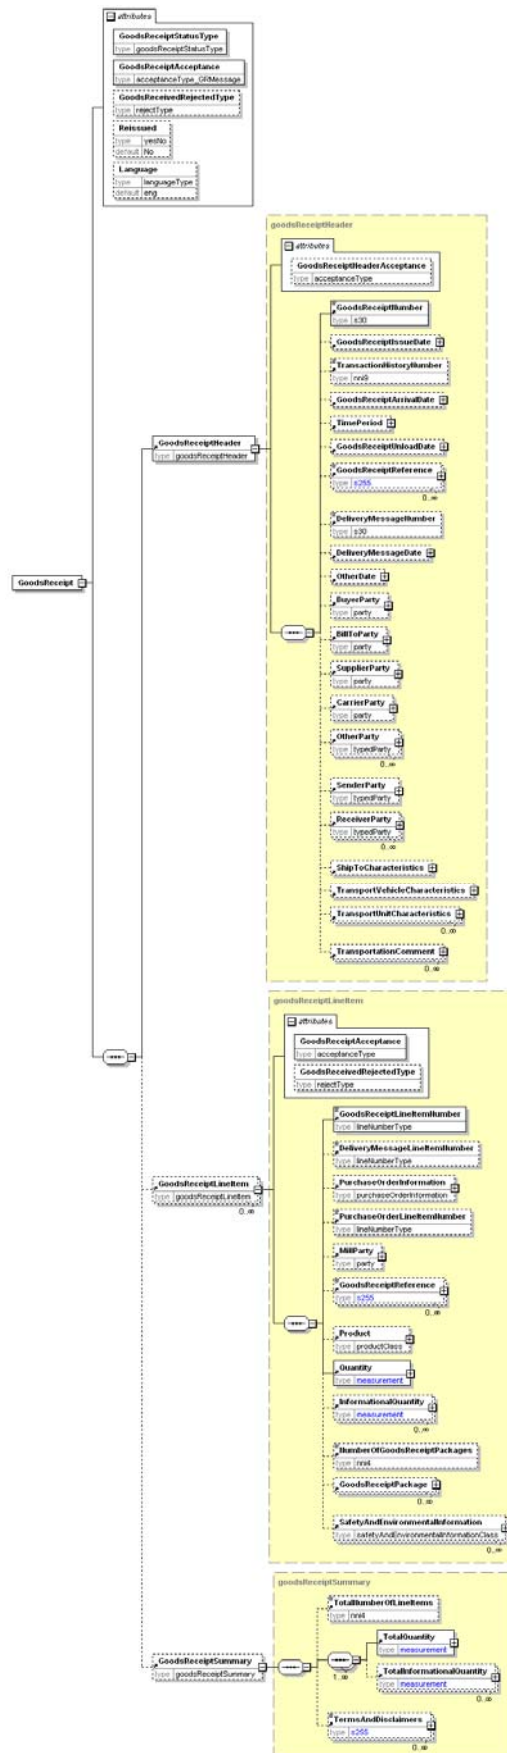 attributes
GoodsReceiptStatusType
type goodsReceiptStatusType
GoodsReceiptAcceptance
type acceptanceType_GRMessage
GoodsReceivedRejectedType
type rejectType
Reissued
type yesNo
default No
Language
type languageType
default eng
goodsReceiptHeader
attributes
GoodsReceiptHeaderAcceptance
type acceptanceType
GoodsReceiptNumber
type s30
GoodsReceiptIssueDate
TransactionHistoryNumber
type nni9
GoodsReceiptArrivalDate
TimePeriod
GoodsReceiptHeader
type goodsReceiptHeader
GoodsReceiptUnloadDate
GoodsReceiptReference
type s255
0..∞
DeliveryMessageNumber
type s30
DeliveryMessageDate
OtherDate
GoodsReceipt
BuyerParty
type party
BillToParty
type party
SupplierParty
type party
CarrierParty
type party
OtherParty
type typedParty
0..∞
SenderParty
type typedParty
ReceiverParty
type typedParty
0..∞
ShipToCharacteristics
TransportVehicleCharacteristics
TransportUnitCharacteristics
0..∞
TransportationComment
0..∞
goodsReceiptLineItem
attributes
GoodsReceiptAcceptance
type acceptanceType
GoodsReceivedRejectedType
type rejectType
GoodsReceiptLineItemNumber
type lineNumberType
DeliveryMessageLineItemNumber
type lineNumberType
GoodsReceiptLineItem
type goodsReceiptLineItem
0..∞
PurchaseOrderInformation
type purchaseOrderInformation
PurchaseOrderLineItemNumber
type lineNumberType
MillParty
type party
GoodsReceiptReference
type s255
0..∞
Product
type productClass
Quantity
type measurement
InformationalQuantity
type measurement
0..∞
NumberOfGoodsReceiptPackages
type nni4
GoodsReceiptPackage
0..∞
SafetyAndEnvironmentalInformation
type safetyAndEnvironmentalInformationClass
0..∞
goodsReceiptSummary
TotalNumberOfLineItems
type nni4
GoodsReceiptSummary
type goodsReceiptSummary
1..∞
TotalQuantity
type measurement
TotalInformationalQuantity
type measurement
0..∞
TermsAndDisclaimers
type s255
0..∞